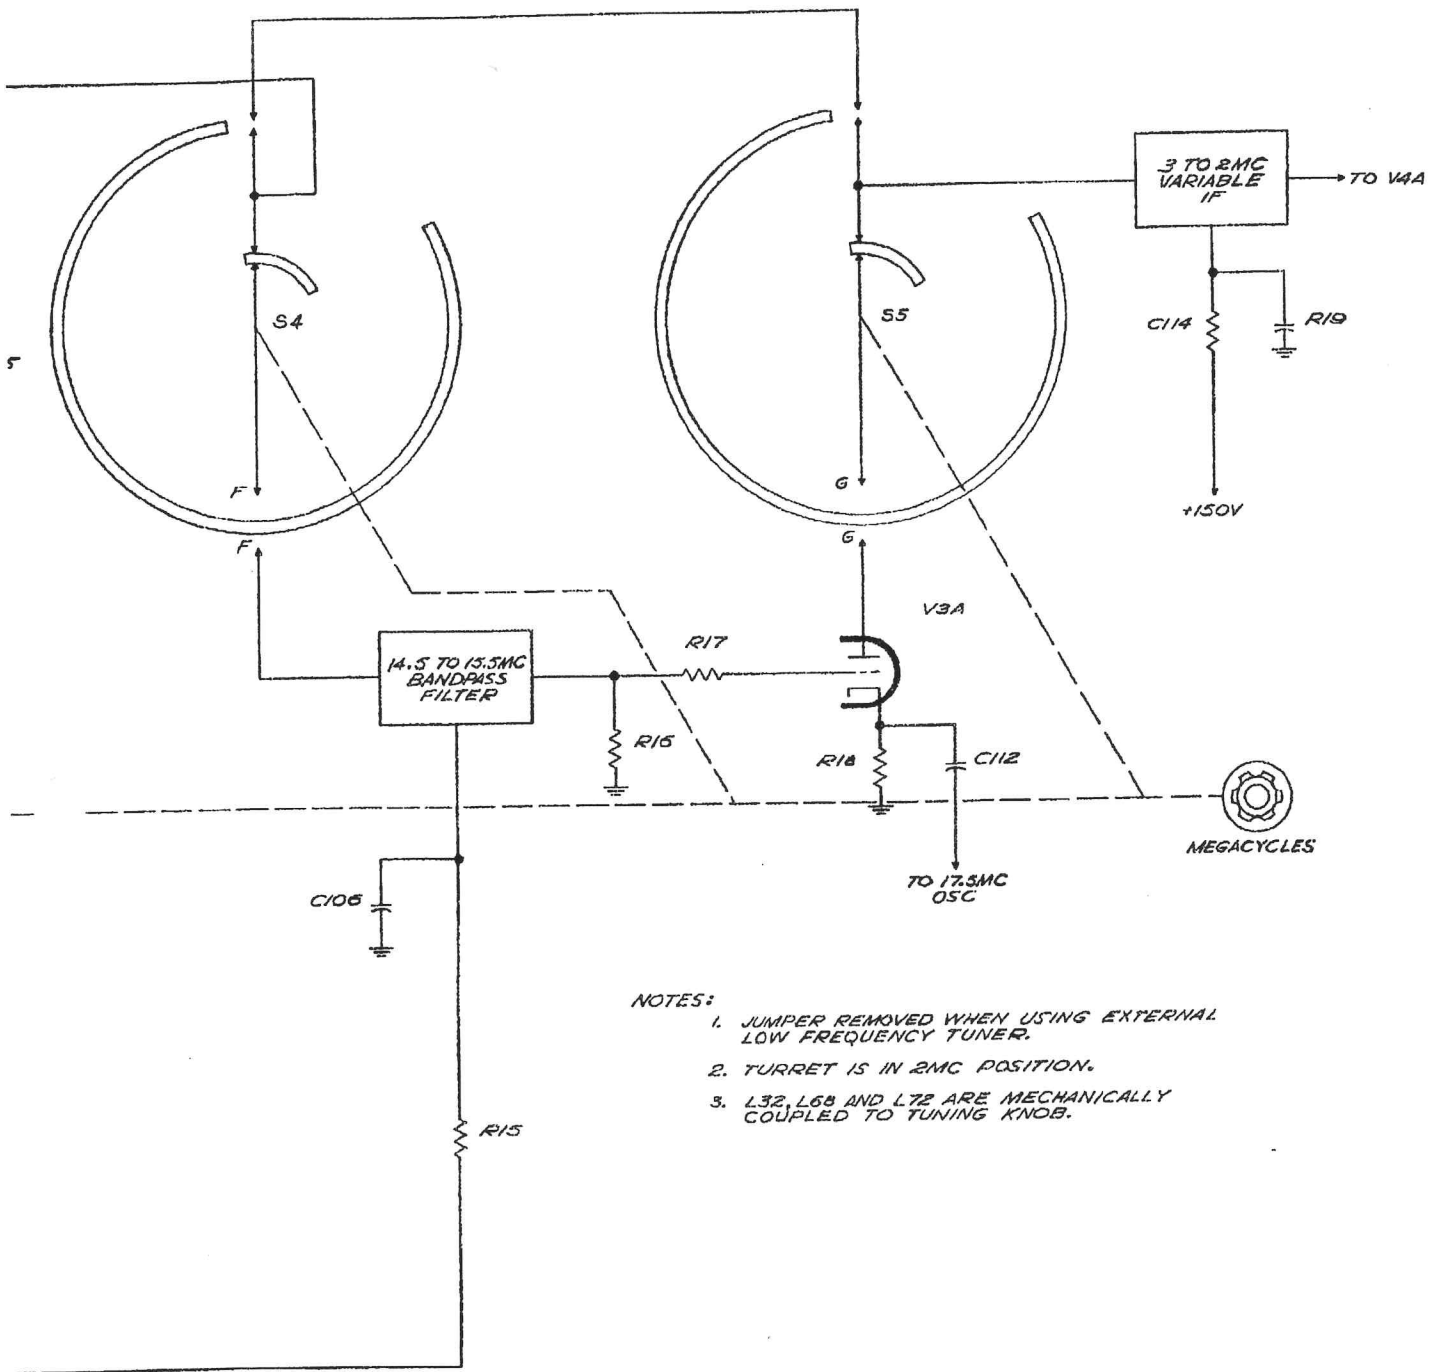 3 TO 2MC
VARIABLE
IF
TO V4A
S4
S5
C114
R19
5
F
G
+150V
F
G
V3A
R17
14.5 TO 15.5MC
BANDPASS
FILTER
R16
R18
C112
MEGACYCLES
TO 17.5MC
OSC
C106
NOTES:
1. JUMPER REMOVED WHEN USING EXTERNAL
LOW FREQUENCY TUNER.
2. TURRET IS IN 2MC POSITION.
3. L32, L68 AND L72 ARE MECHANICALLY
COUPLED TO TUNING KNOB.
R15